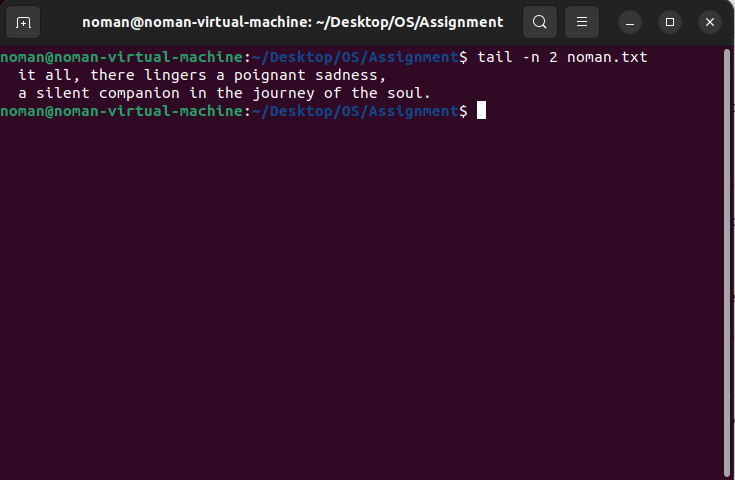 noman@noman-virtual-machine: ~/Desktop/OS/Assignment
noman@noman-virtual-machine:~/Desktop/OS/Assignment$ tail -n 2 noman.txt
  it all, there lingers a poignant sadness,
  a silent companion in the journey of the soul.
noman@noman-virtual-machine:~/Desktop/OS/Assignment$